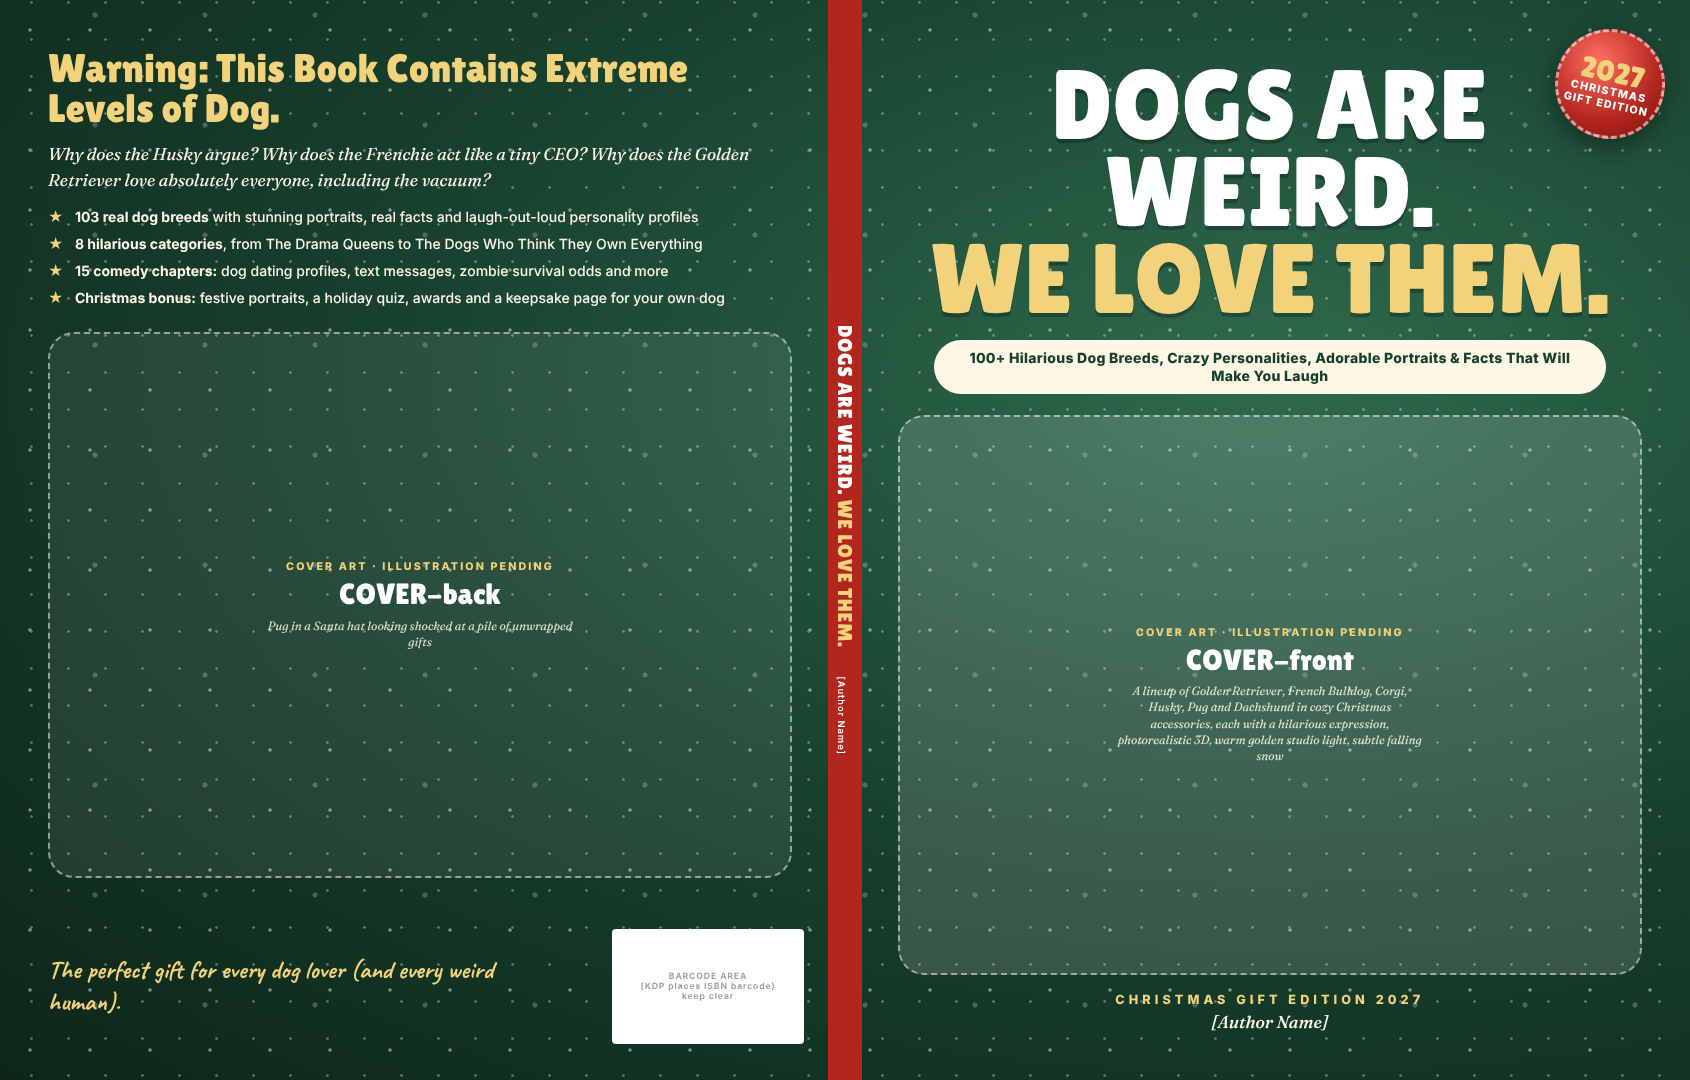 Warning: This Book Contains Extreme
Levels of Dog.
Why does the Husky argue? Why does the Frenchie act like a tiny CEO? Why does the Golden
Retriever love absolutely everyone, including the vacuum?
★ 103 real dog breeds with stunning portraits, real facts and laugh-out-loud personality profiles
★ 8 hilarious categories, from The Drama Queens to The Dogs Who Think They Own Everything
★ 15 comedy chapters: dog dating profiles, text messages, zombie survival odds and more
★ Christmas bonus: festive portraits, a holiday quiz, awards and a keepsake page for your own dog
COVER ART · ILLUSTRATION PENDING
COVER-back
Pug in a Santa hat looking shocked at a pile of unwrapped
gifts
The perfect gift for every dog lover (and every weird
human).
BARCODE AREA
(KDP places ISBN barcode)
keep clear
DOGS ARE WEIRD. WE LOVE THEM. [Author Name]
2027
CHRISTMAS
GIFT EDITION
DOGS ARE
WEIRD.
WE LOVE THEM.
100+ Hilarious Dog Breeds, Crazy Personalities, Adorable Portraits & Facts That Will
Make You Laugh
COVER ART · ILLUSTRATION PENDING
COVER-front
A lineup of Golden Retriever, French Bulldog, Corgi,
Husky, Pug and Dachshund in cozy Christmas
accessories, each with a hilarious expression,
photorealistic 3D, warm golden studio light, subtle falling
snow
CHRISTMAS GIFT EDITION 2027
[Author Name]